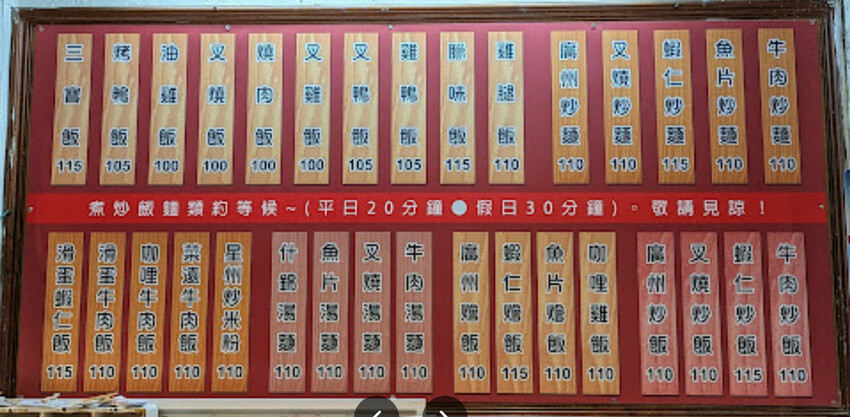 三寶飯 115
烤鴨飯 105
油雞飯 100
叉燒飯 100
燒肉飯 100
叉雞飯 100
叉鴨飯 105
雞鴨飯 105
臘味飯 115
雞腿飯 110
廣州炒麵 110
叉燒炒麵 110
蝦仁炒麵 115
魚片炒麵 110
牛肉炒麵 110
煮炒飯麵類約等候~(平日20分鐘●假日30分鐘)。敬請見諒!
滑蛋蝦仁飯 115
滑蛋牛肉飯 110
咖哩牛肉飯 110
菜遠牛肉飯 110
星州炒米粉 110
什錦湯麵 110
魚片湯麵 110
叉燒湯麵 110
牛肉湯麵 110
廣州燴飯 110
蝦仁燴飯 115
魚片燴飯 110
咖哩雞飯 110
廣州炒飯 110
叉燒炒飯 110
蝦仁炒飯 115
牛肉炒飯 110